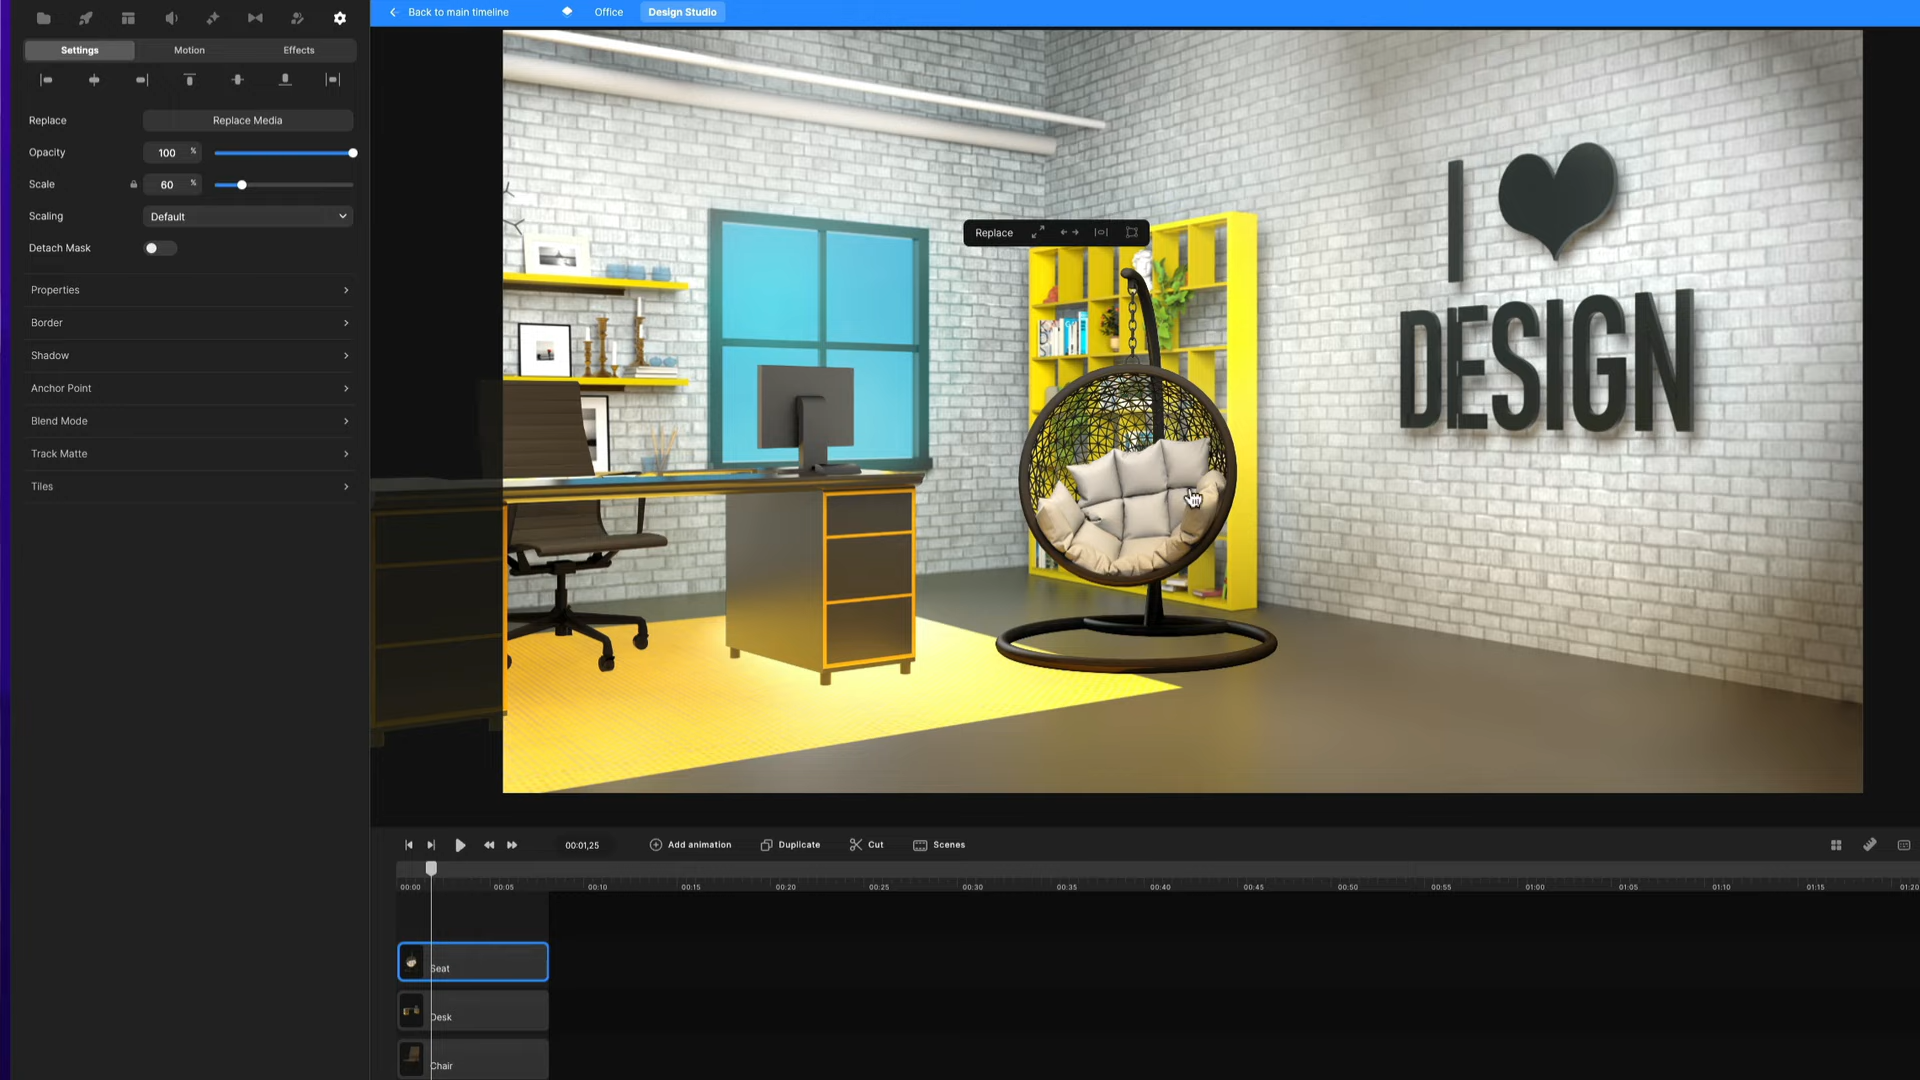 Back to main timeline Office Design Studio
Settings Motion Effects
Replace Replace Media
Opacity 100 %
Scale 60 %
Scaling Default
Detach Mask
Properties
Border
Shadow
Anchor Point
Blend Mode
Track Matte
Tiles
Replace
I
DESIGN
00:01,25 Add animation Duplicate Cut Scenes
00:00 00:05 00:10 00:15 00:20 00:25 00:30 00:35 00:40 00:45 00:50 00:55 01:00 01:05 01:10 01:15 01:20
Seat
Desk
Chair